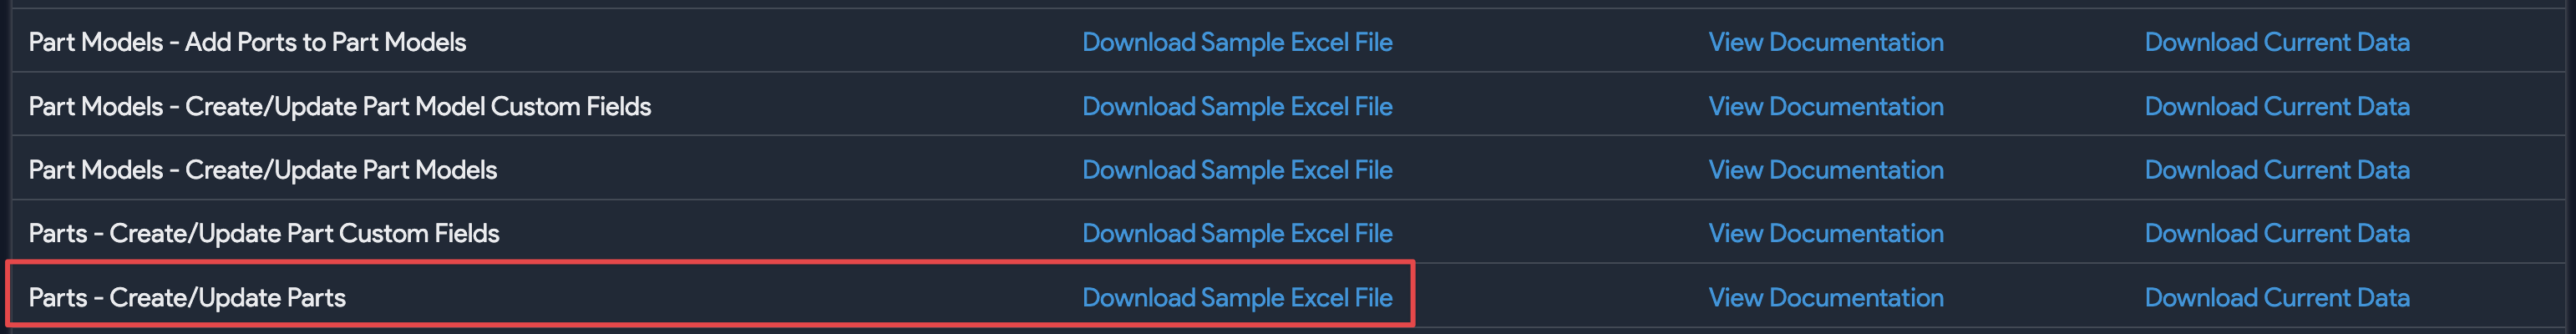 Part Models - Add Ports to Part Models Download Sample Excel File View Documentation Download Current Data
Part Models - Create/Update Part Model Custom Fields Download Sample Excel File View Documentation Download Current Data
Part Models - Create/Update Part Models Download Sample Excel File View Documentation Download Current Data
Parts - Create/Update Part Custom Fields Download Sample Excel File View Documentation Download Current Data
Parts - Create/Update Parts Download Sample Excel File View Documentation Download Current Data